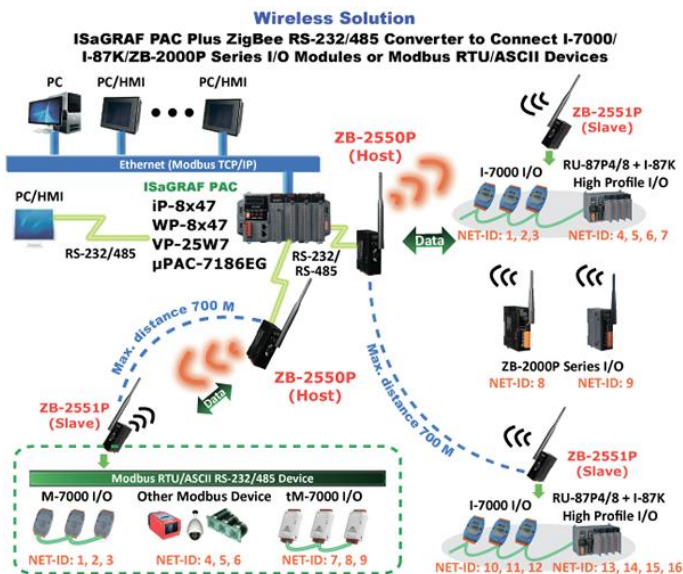 Wireless Solution
ISaGRAF PAC Plus ZigBee RS-232/485 Converter to Connect I-7000/
I-87K/ZB-2000P Series I/O Modules or Modbus RTU/ASCII Devices
PC
PC/HMI
PC/HMI
Ethernet (Modbus TCP/IP)
PC/HMI
RS-232/485
ISaGRAF PAC
iP-8x47
WP-8x47
VP-25W7
µPAC-7186EG
RS-232/
RS-485
ZB-2550P
(Host)
Data
ZB-2551P
(Slave)
I-7000 I/O
RU-87P4/8 + I-87K
High Profile I/O
NET-ID: 1, 2,3
NET-ID: 4, 5, 6, 7
ZB-2000P Series I/O
NET-ID: 8
NET-ID: 9
Max. distance 700 M
Max. distance 700 M
ZB-2550P
(Host)
Data
ZB-2551P
(Slave)
Modbus RTU/ASCII RS-232/485 Device
M-7000 I/O
Other Modbus Device
tM-7000 I/O
NET-ID: 1, 2, 3
NET-ID: 4, 5, 6
NET-ID: 7, 8, 9
ZB-2551P
(Slave)
I-7000 I/O
RU-87P4/8 + I-87K
High Profile I/O
NET-ID: 10, 11, 12
NET-ID: 13, 14, 15, 16